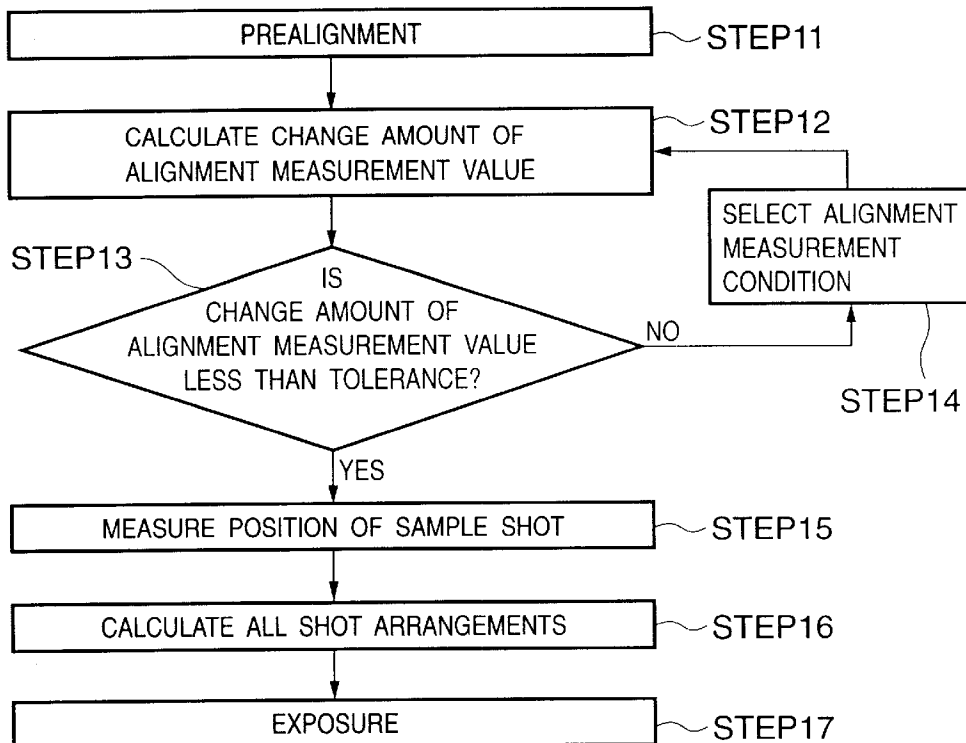 PREALIGNMENT
STEP11
CALCULATE CHANGE AMOUNT OF
ALIGNMENT MEASUREMENT VALUE
STEP12
SELECT ALIGNMENT
MEASUREMENT
CONDITION
STEP14
STEP13
IS
CHANGE AMOUNT OF
ALIGNMENT MEASUREMENT VALUE
LESS THAN TOLERANCE?
NO
YES
MEASURE POSITION OF SAMPLE SHOT
STEP15
CALCULATE ALL SHOT ARRANGEMENTS
STEP16
EXPOSURE
STEP17